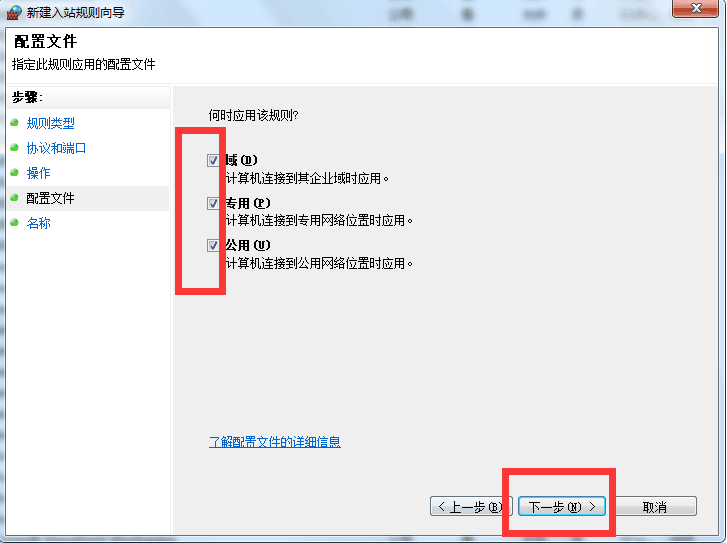 新建入站规则向导
配置文件
指定此规则应用的配置文件
步骤:
规则类型
协议和端口
操作
配置文件
名称
何时应用该规则?
域(D)
计算机连接到其企业域时应用。
专用(P)
计算机连接到专用网络位置时应用。
公用(U)
计算机连接到公用网络位置时应用。
了解配置文件的详细信息
< 上一步(B) 下一步(N) > 取消